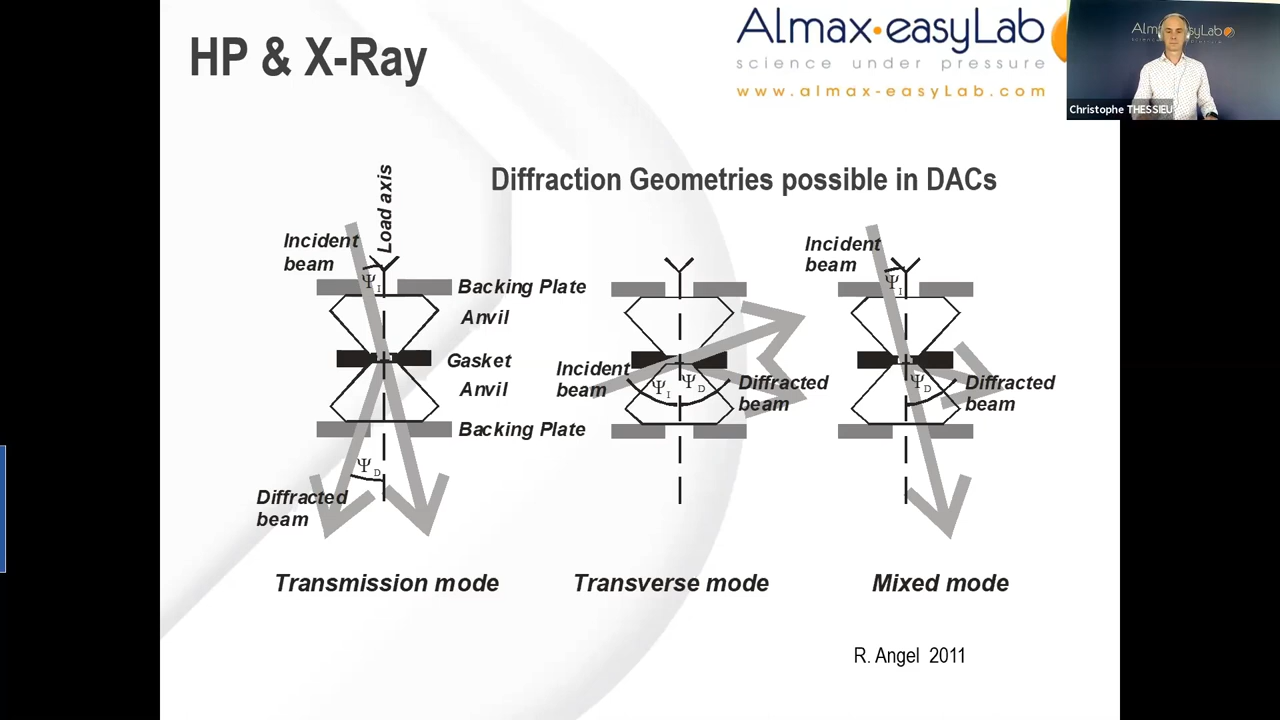 HP & X-Ray
Almax·easyLab
science under pressure
www.almax-easyLab.com
Christophe THESSIEU
Diffraction Geometries possible in DACs
Load axis
Incident
beam
ΨI
Backing Plate
Anvil
Gasket
Anvil
Backing Plate
ΨD
Diffracted
beam
Transmission mode
Incident
beam
ΨI
ΨD
Diffracted
beam
Transverse mode
Incident
beam
ΨI
ΨD
Diffracted
beam
Mixed mode
R. Angel 2011